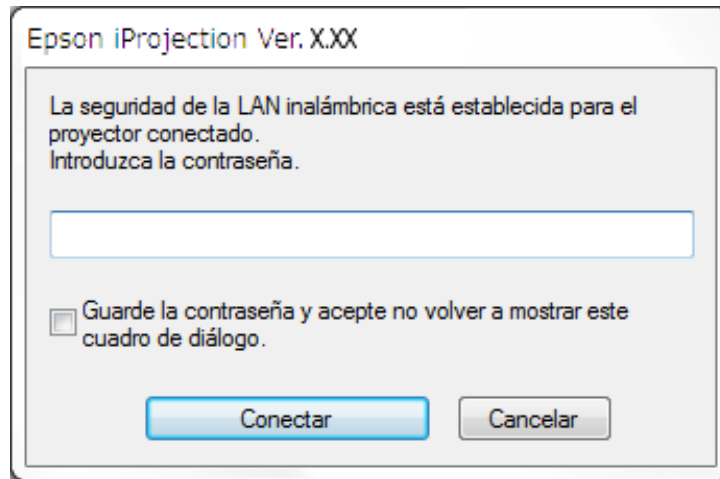 Epson iProjection Ver. X.XX
La seguridad de la LAN inalámbrica está establecida para el
proyector conectado.
Introduzca la contraseña.
Guarde la contraseña y acepte no volver a mostrar este
cuadro de diálogo.
Conectar
Cancelar